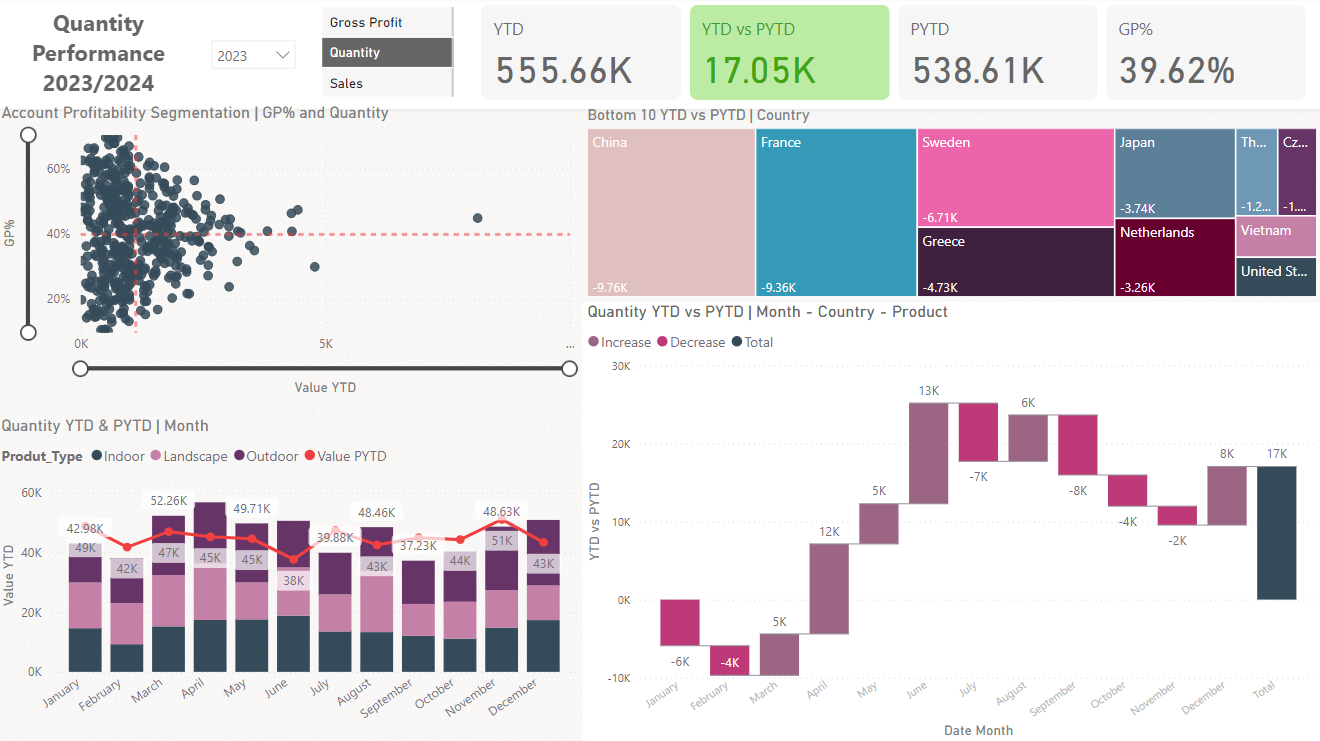 Quantity
Performance
2023/2024
2023
Gross Profit
Quantity
Sales
YTD
555.66K
YTD vs PYTD
17.05K
PYTD
538.61K
GP%
39.62%
Account Profitability Segmentation | GP% and Quantity
GP%
60%
40%
20%
0K
5K
...
Value YTD
Bottom 10 YTD vs PYTD | Country
China
-9.76K
France
-9.36K
Sweden
-6.71K
Greece
-4.73K
Japan
-3.74K
Netherlands
-3.26K
Th...
-1.2...
Cz...
-1....
Vietnam
United St...
Quantity YTD & PYTD | Month
Produt_Type Indoor Landscape Outdoor Value PYTD
Value YTD
60K
40K
20K
0K
42.98K
52.26K
49.71K
39.88K
48.46K
37.23K
48.63K
49K
42K
47K
45K
45K
38K
43K
44K
51K
43K
January
February
March
April
May
June
July
August
September
October
November
December
Quantity YTD vs PYTD | Month - Country - Product
Increase Decrease Total
YTD vs PYTD
30K
20K
10K
0K
-10K
-6K
-4K
5K
12K
5K
13K
-7K
6K
-8K
-4K
-2K
8K
17K
January
February
March
April
May
June
July
August
September
October
November
December
Total
Date Month